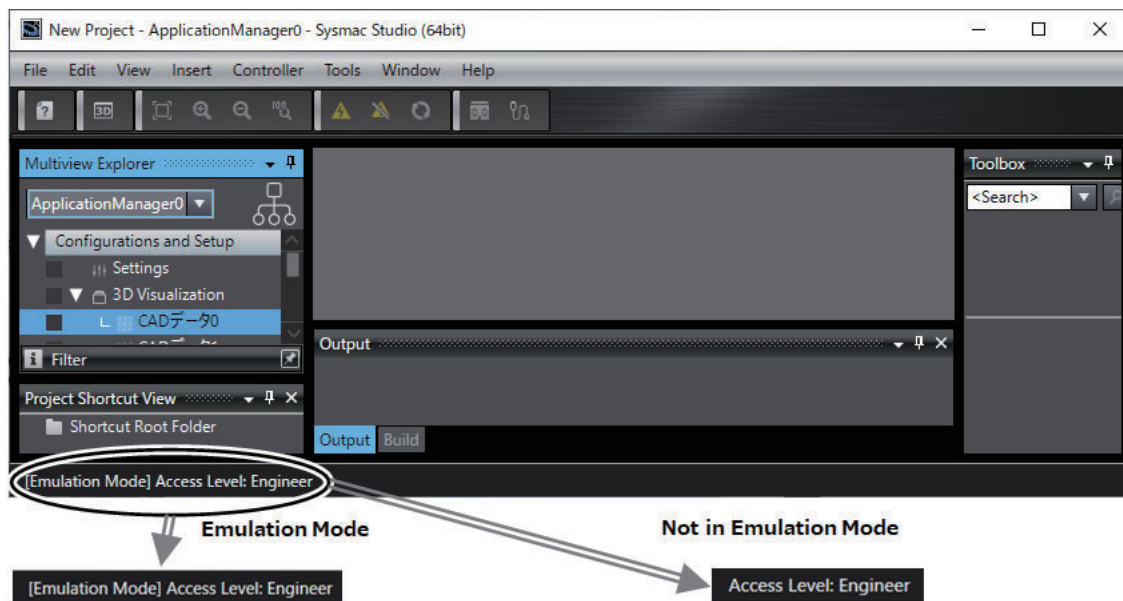 New Project - ApplicationManager0 - Sysmac Studio (64bit)
File Edit View Insert Controller Tools Window Help
3D 100
Multiview Explorer
Toolbox
ApplicationManager0
<Search>
Configurations and Setup
Settings
3D Visualization
CADデータ0
Output
Filter
Project Shortcut View
Shortcut Root Folder
Output Build
[Emulation Mode] Access Level: Engineer
Emulation Mode
Not in Emulation Mode
[Emulation Mode] Access Level: Engineer
Access Level: Engineer